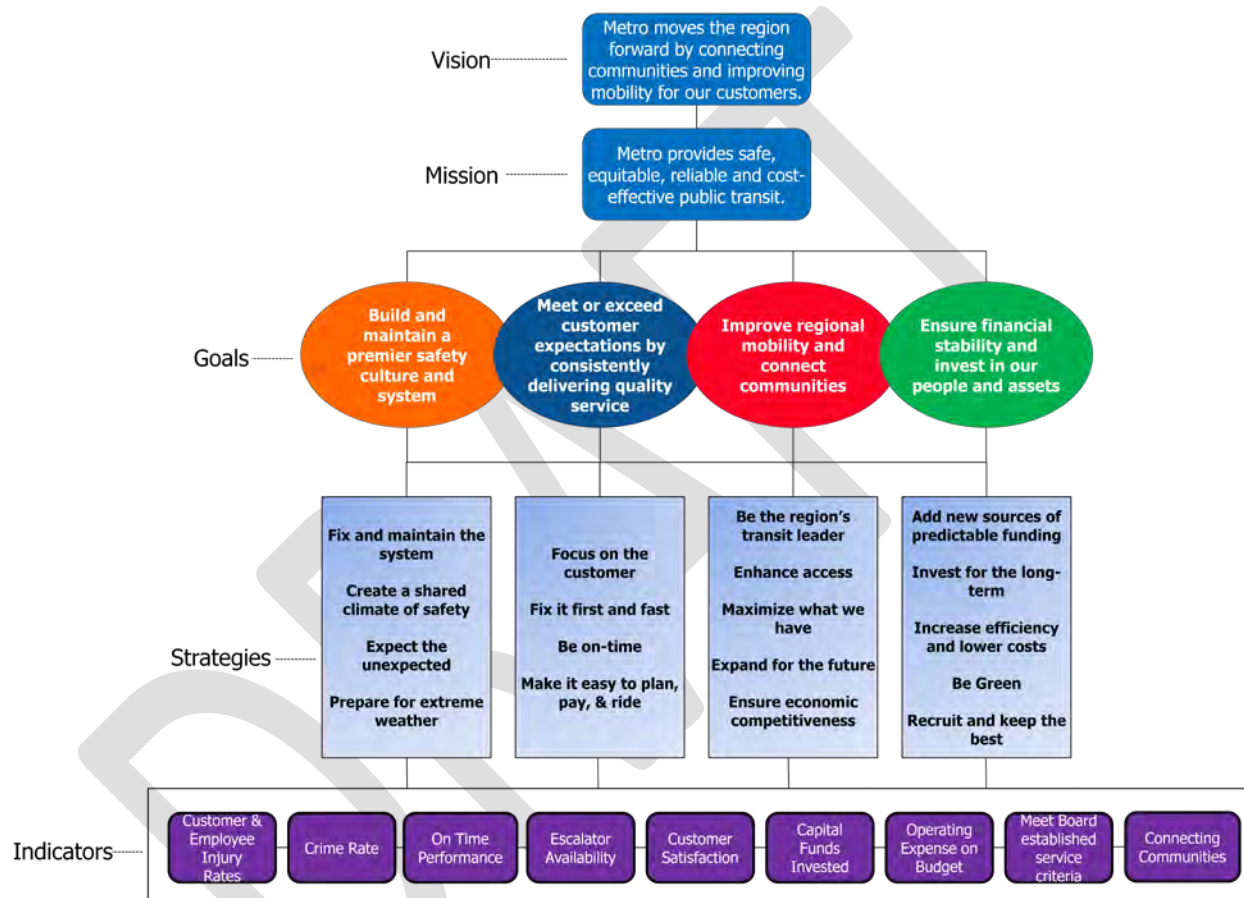 Vision
Metro moves the region
forward by connecting
communities and improving
mobility for our customers.
Mission
Metro provides safe,
equitable, reliable and cost-
effective public transit.
Goals
Build and
maintain a
premier safety
culture and
system
Meet or exceed
customer
expectations by
consistently
delivering quality
service
Improve regional
mobility and
connect
communities
Ensure financial
stability and
invest in our
people and assets
Strategies
Fix and maintain the
system
Create a shared
climate of safety
Expect the
unexpected
Prepare for extreme
weather
Focus on the
customer
Fix it first and fast
Be on-time
Make it easy to plan,
pay, & ride
Be the region's
transit leader
Enhance access
Maximize what we
have
Expand for the future
Ensure economic
competitiveness
Add new sources of
predictable funding
Invest for the long-
term
Increase efficiency
and lower costs
Be Green
Recruit and keep the
best
Indicators
Customer &
Employee
Injury
Rates
Crime Rate
On Time
Performance
Escalator
Availability
Customer
Satisfaction
Capital
Funds
Invested
Operating
Expense on
Budget
Meet Board
established
service
criteria
Connecting
Communities
DRAFT